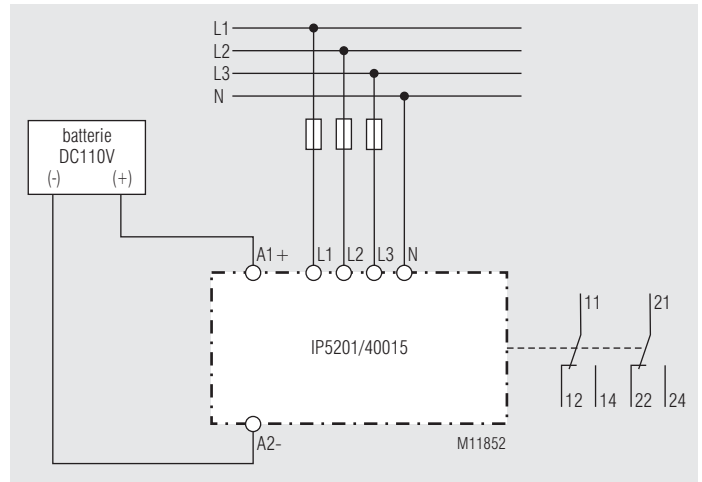 L1
L2
L3
N
batterie
DC110V
(-) (+)
A1+ L1 L2 L3 N
IP5201/40015
11 21
12 14 22 24
A2-
M11852